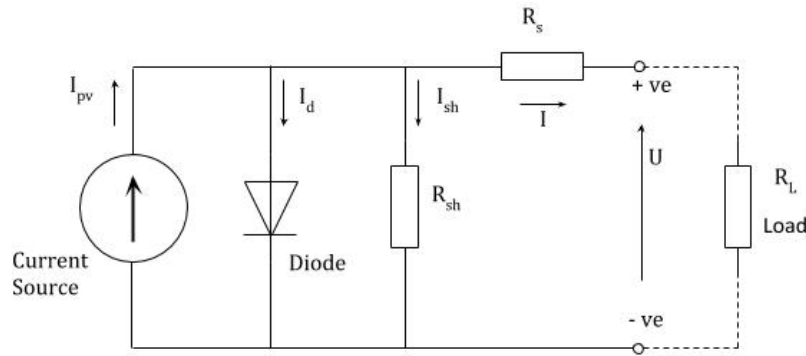 R_s
I_pv
I_d
I_sh
I
+ ve
U
R_sh
R_L
Load
Current
Source
Diode
- ve